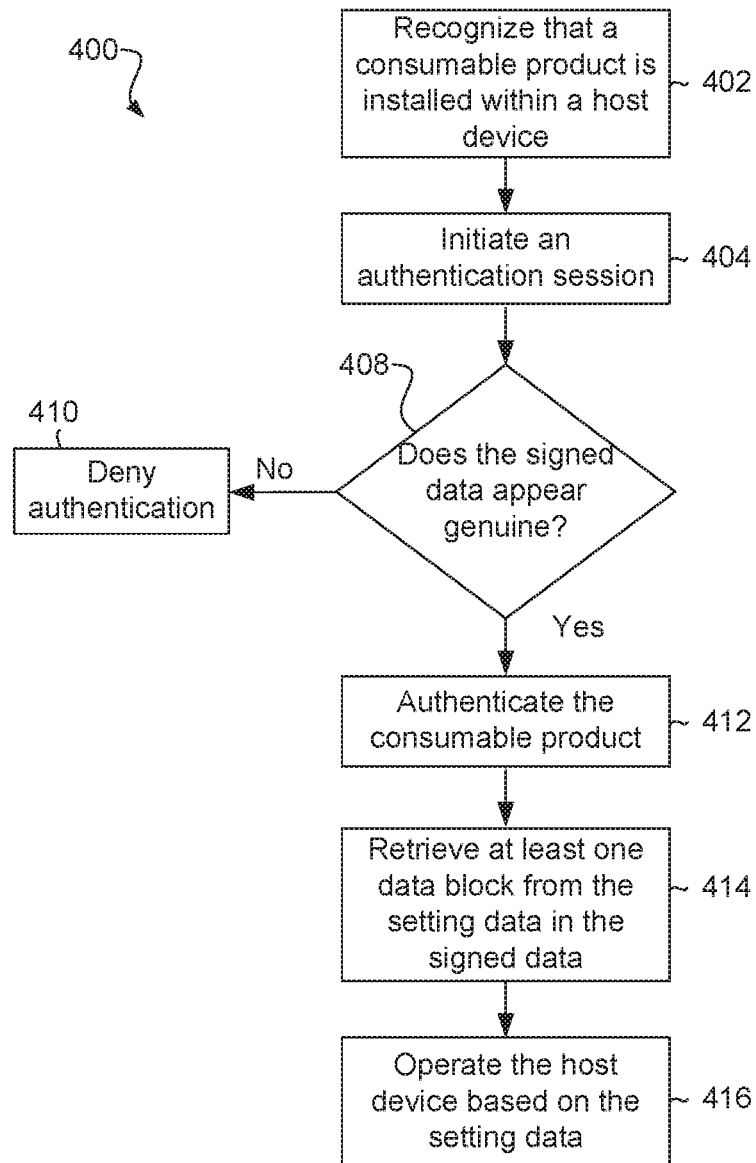 400
Recognize that a
consumable product is
installed within a host
device
402
Initiate an
authentication session
404
408
Does the signed
data appear
genuine?
410
Deny
authentication
No
Yes
Authenticate the
consumable product
412
Retrieve at least one
data block from the
setting data in the
signed data
414
Operate the host
device based on the
setting data
416